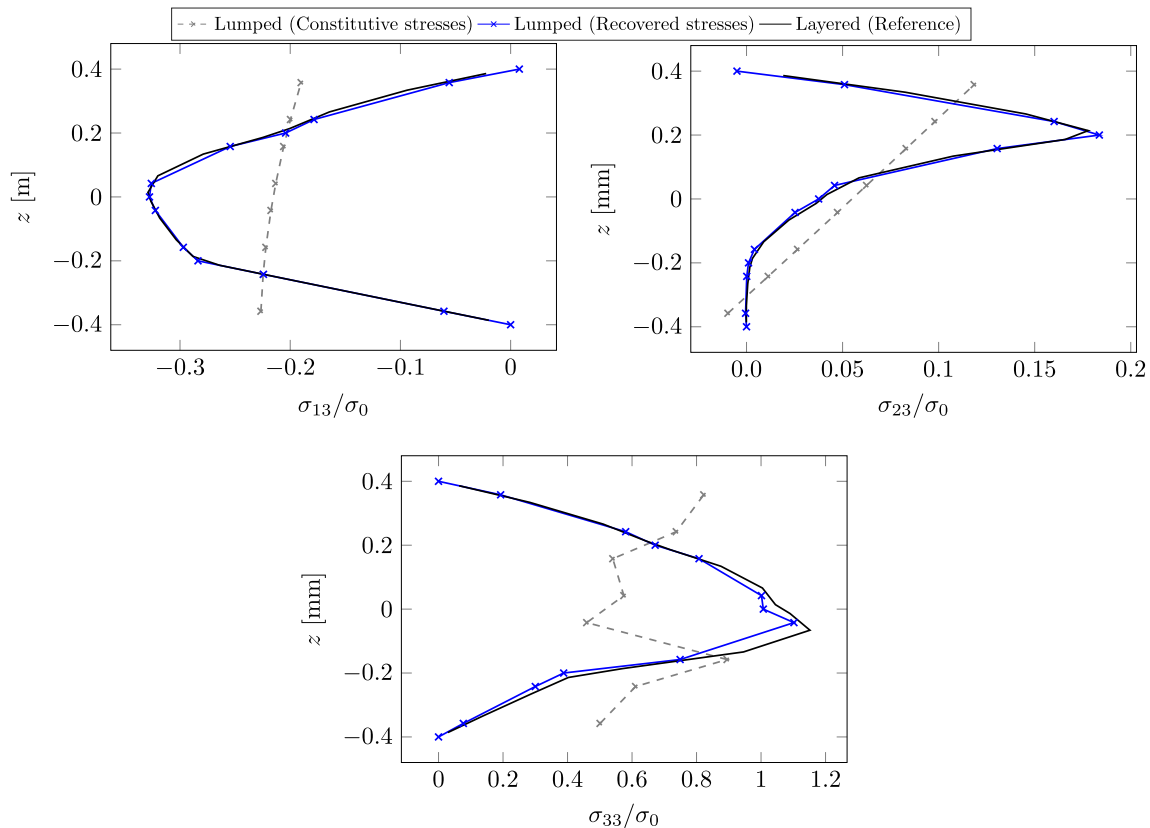 Lumped (Constitutive stresses) Lumped (Recovered stresses) Layered (Reference)
0.4
0.2
0
−0.2
−0.4
z [m]
−0.3 −0.2 −0.1 0
σ13/σ0
0.4
0.2
0
−0.2
−0.4
z [mm]
0.0 0.05 0.1 0.15 0.2
σ23/σ0
0.4
0.2
0
−0.2
−0.4
z [mm]
0 0.2 0.4 0.6 0.8 1 1.2
σ33/σ0